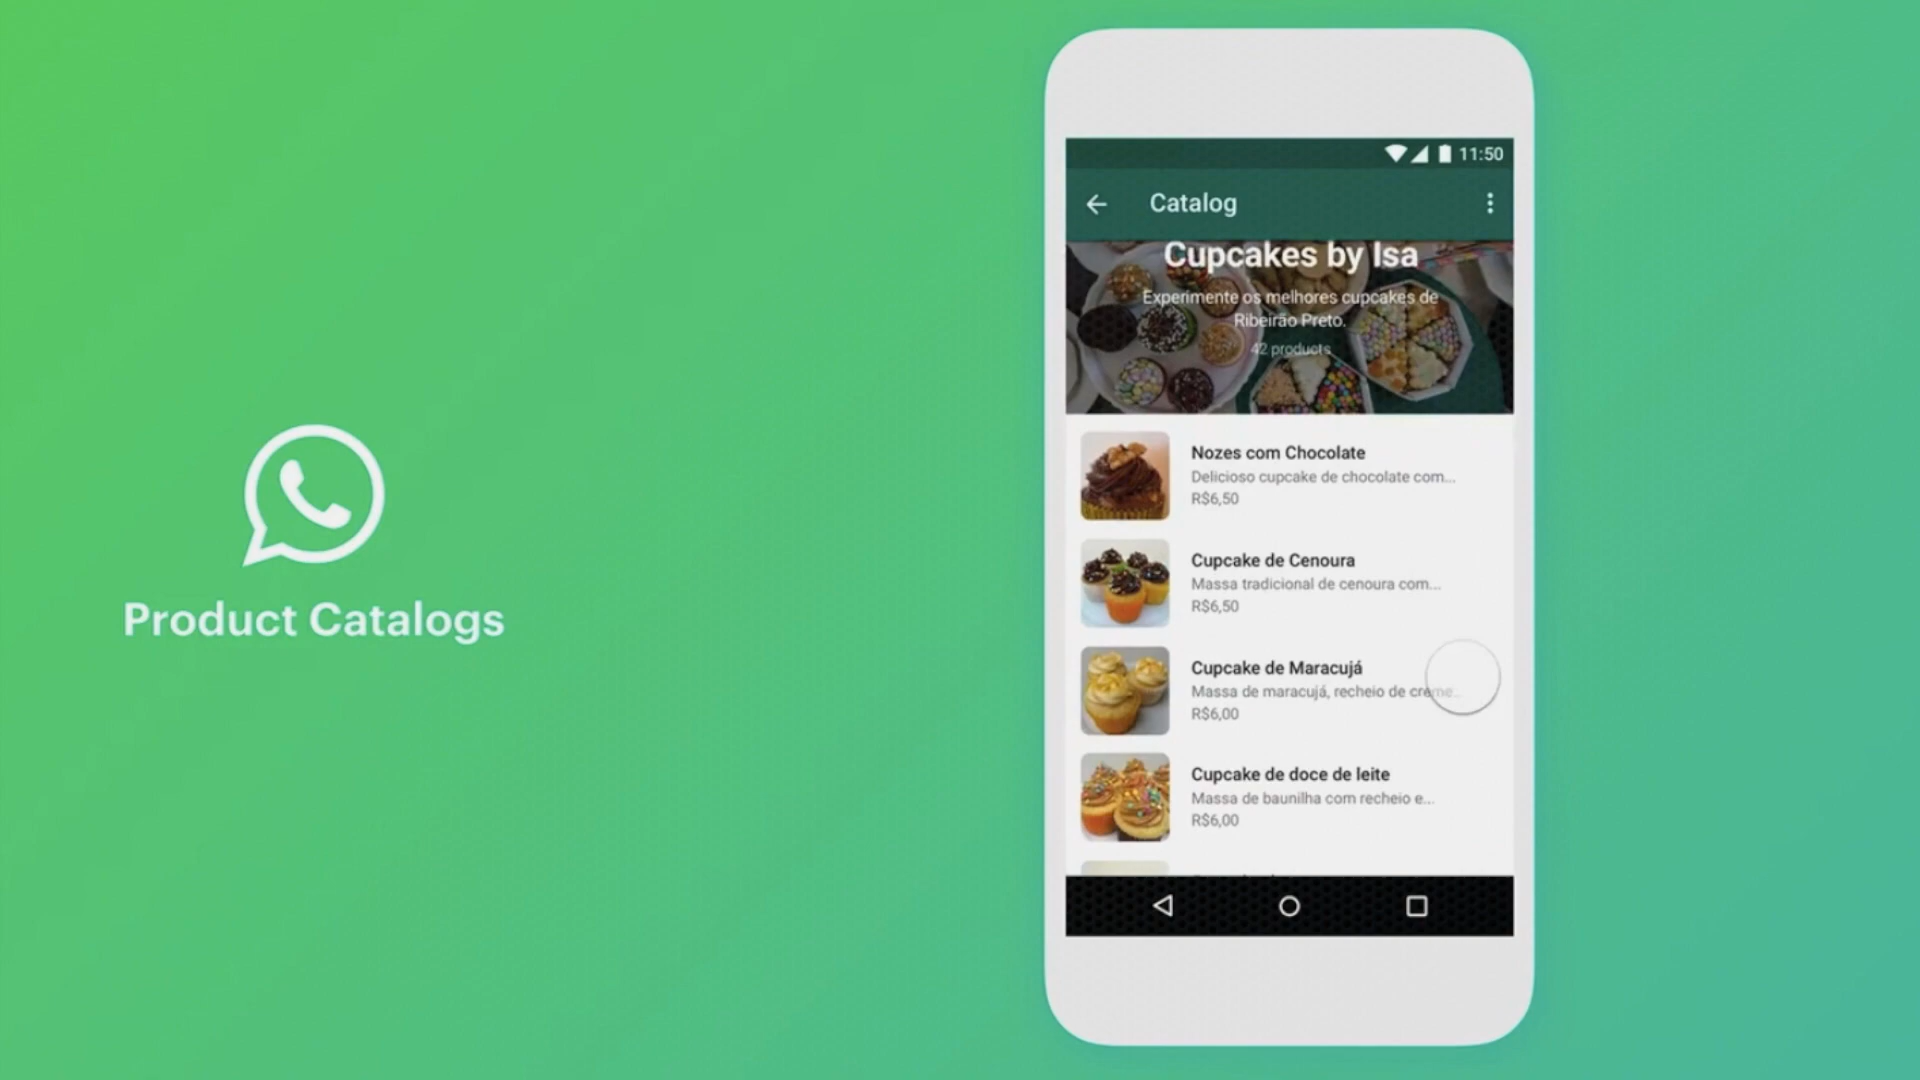 Product Catalogs
11:50
Catalog
Cupcakes by Isa
Experimente os melhores cupcakes de
Ribeirão Preto.
42 products
Nozes com Chocolate
Delicioso cupcake de chocolate com...
R$6,50
Cupcake de Cenoura
Massa tradicional de cenoura com...
R$6,50
Cupcake de Maracujá
Massa de maracujá, recheio de creme...
R$6,00
Cupcake de doce de leite
Massa de baunilha com recheio e...
R$6,00